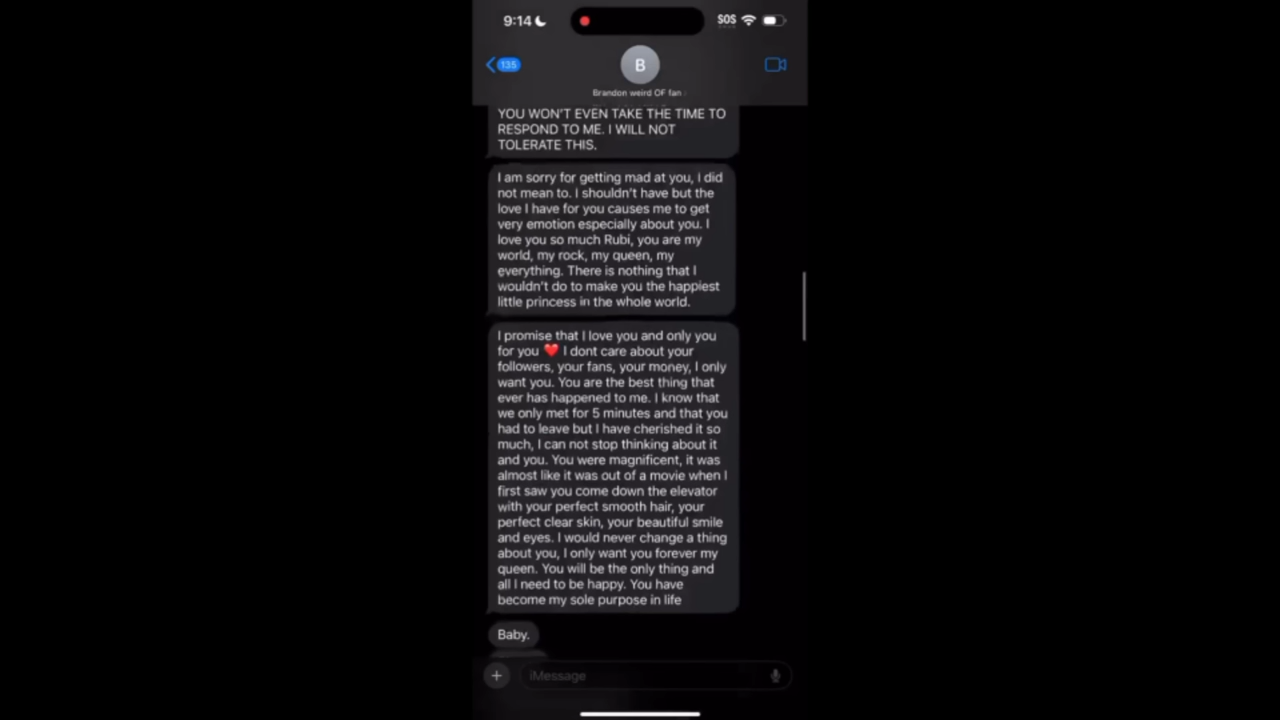 9:14
SOS
135
B
Brandon weird OF fan
YOU WON'T EVEN TAKE THE TIME TO
RESPOND TO ME. I WILL NOT
TOLERATE THIS.
I am sorry for getting mad at you, I did
not mean to. I shouldn't have but the
love I have for you causes me to get
very emotion especially about you. I
love you so much Rubi, you are my
world, my rock, my queen, my
everything. There is nothing that I
wouldn't do to make you the happiest
little princess in the whole world.
I promise that I love you and only you
for you ❤️ I dont care about your
followers, your fans, your money, I only
want you. You are the best thing that
ever has happened to me. I know that
we only met for 5 minutes and that you
had to leave but I have cherished it so
much, I can not stop thinking about it
and you. You were magnificent, it was
almost like it was out of a movie when I
first saw you come down the elevator
with your perfect smooth hair, your
perfect clear skin, your beautiful smile
and eyes. I would never change a thing
about you, I only want you forever my
queen. You will be the only thing and
all I need to be happy. You have
become my sole purpose in life
Baby.
iMessage